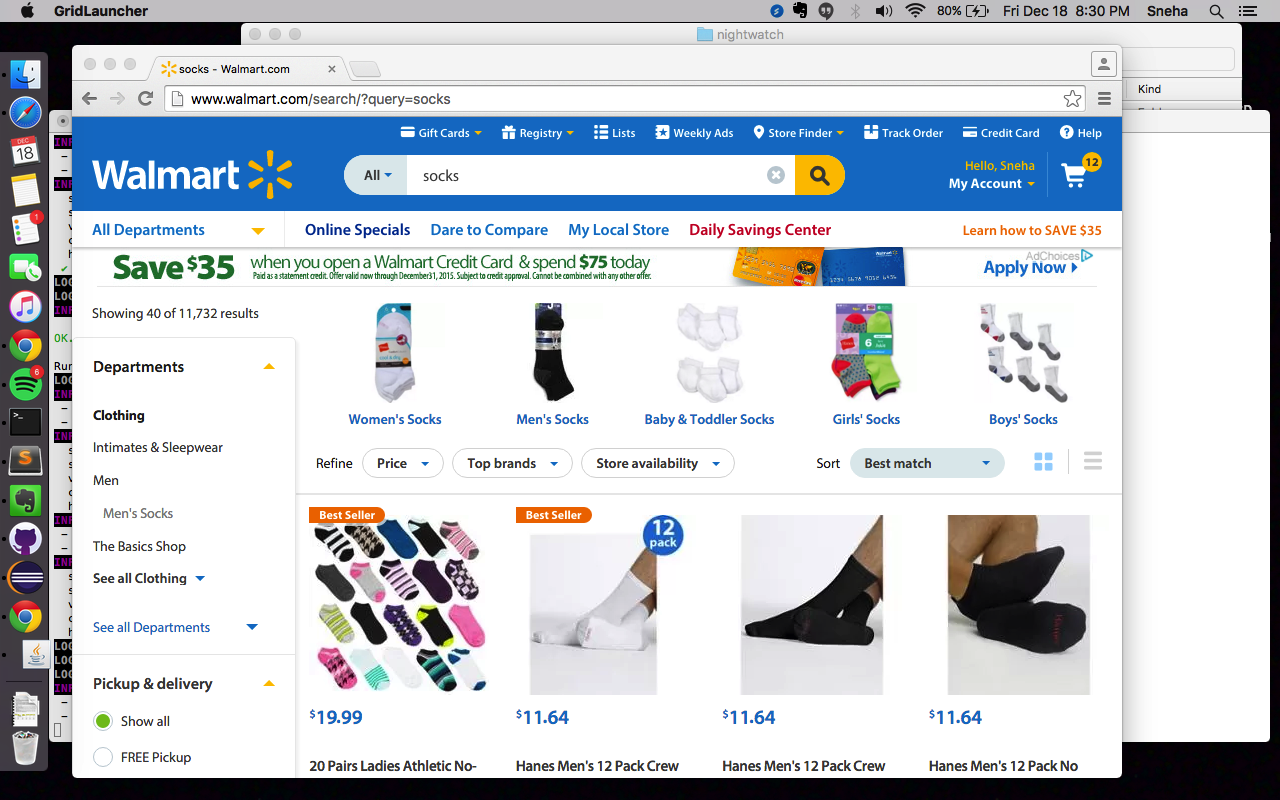 GridLauncher
80%
Fri Dec 18 8:30 PM
Sneha
nightwatch
socks - Walmart.com
www.walmart.com/search/?query=socks
Kind
DEC
18
1
6
Gift Cards
Registry
Lists
Weekly Ads
Store Finder
Track Order
Credit Card
Help
Walmart
All
socks
Hello, Sneha
My Account
12
All Departments
Online Specials
Dare to Compare
My Local Store
Daily Savings Center
Learn how to SAVE $35
Save $35
when you open a Walmart Credit Card & spend $75 today
Paid as a statement credit. Offer valid now through December31, 2015. Subject to credit approval. Cannot be combined with any other offer.
AdChoices
Apply Now
Showing 40 of 11,732 results
Women's Socks
Men's Socks
Baby & Toddler Socks
Girls' Socks
Boys' Socks
Departments
Clothing
Intimates & Sleepwear
Men
Men's Socks
The Basics Shop
See all Clothing
See all Departments
Pickup & delivery
Show all
FREE Pickup
Refine
Price
Top brands
Store availability
Sort
Best match
Best Seller
Best Seller
12
pack
$19.99
$11.64
$11.64
$11.64
20 Pairs Ladies Athletic No-
Hanes Men's 12 Pack Crew
Hanes Men's 12 Pack Crew
Hanes Men's 12 Pack No